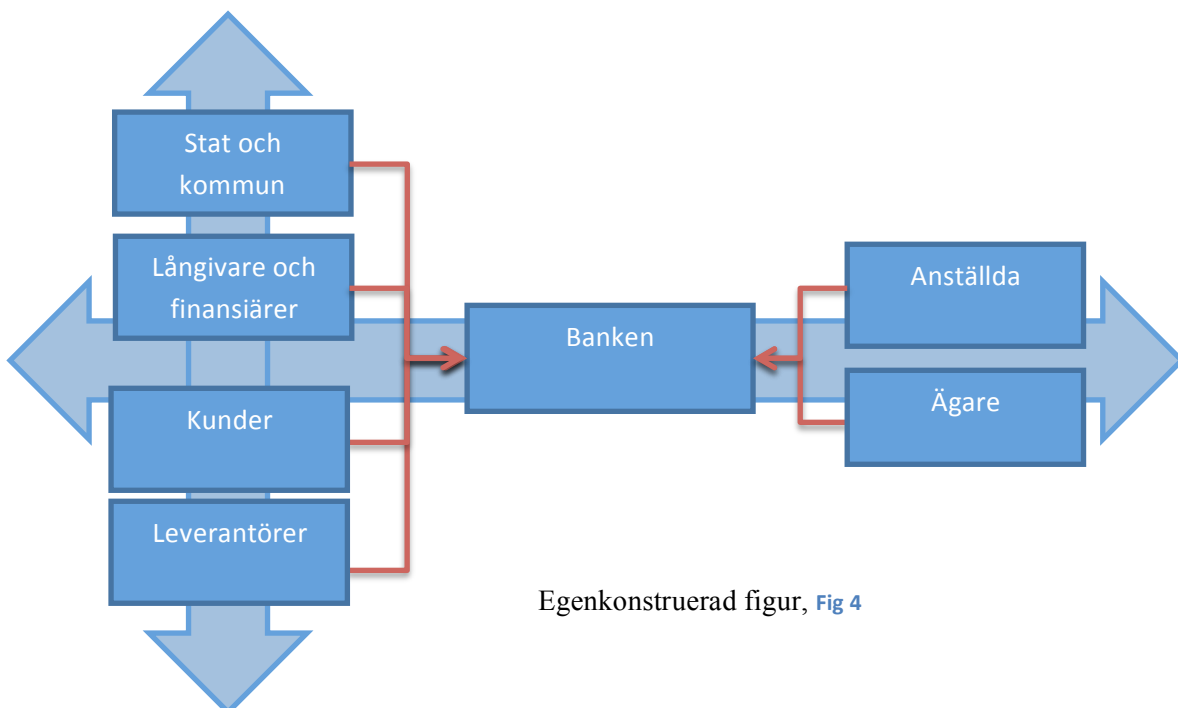 Stat och
kommun
Långivare och
finansiärer
Kunder
Leverantörer
Banken
Anställda
Ägare
Egenkonstruerad figur, Fig 4